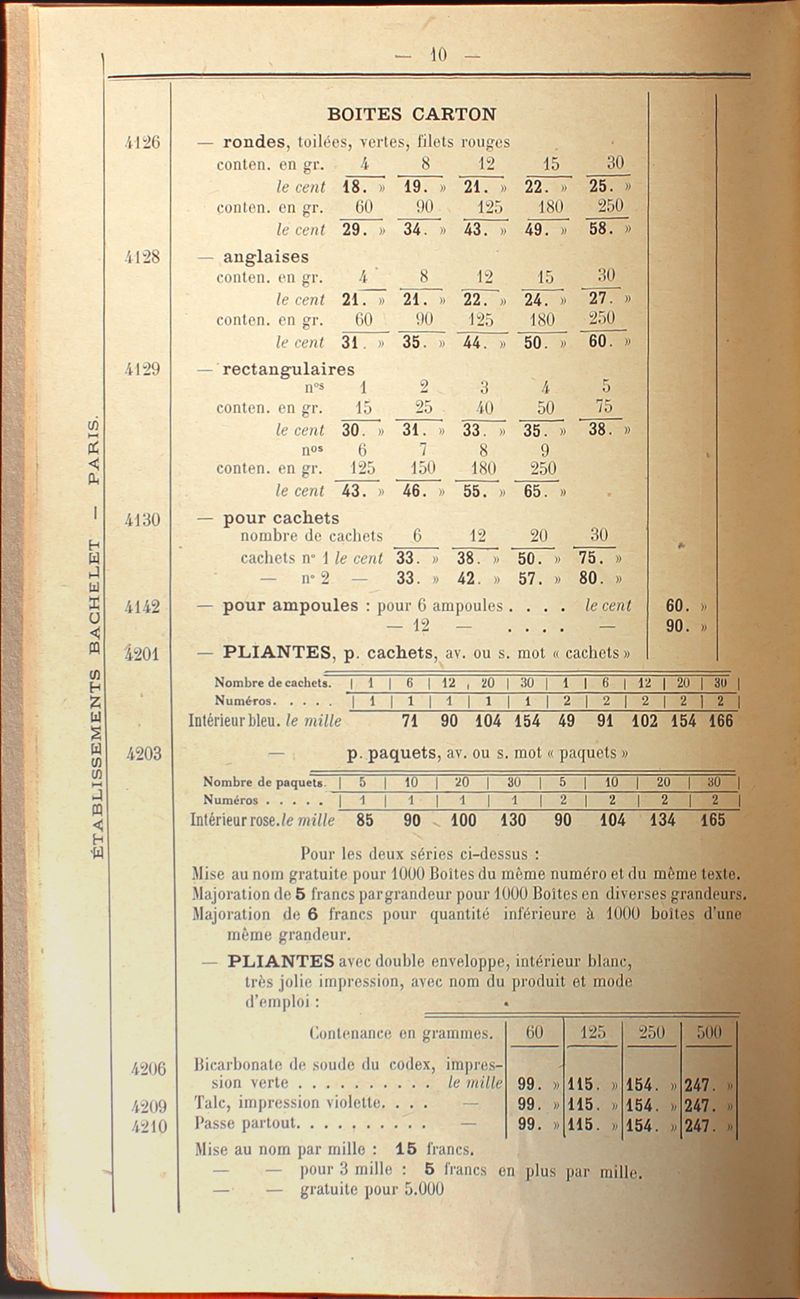 — 10 —
BOITES CARTON
4126 — rondes, toilées, vertes, filets rouges
conten. en gr. 4 8 12 15 30
le cent 18. » 19. » 21. » 22. » 25. »
conten. en gr. 60 90 125 180 250
le cent 29. » 34. » 43. » 49. » 58. »
4128 — anglaises
conten. en gr. 4 8 12 15 30
le cent 21. » 21. » 22. » 24. » 27. »
conten. en gr. 60 90 125 180 250
le cent 31. » 35. » 44. » 50. » 60. »
4129 — rectangulaires
nos 1 2 3 4 5
conten. en gr. 15 25 40 50 75
le cent 30. » 31. » 33. » 35. » 38. »
nos 6 7 8 9
conten. en gr. 125 150 180 250
le cent 43. » 46. » 55. » 65. »
4130 — pour cachets
nombre de cachets 6 12 20 30
cachets n° 1 le cent 33. » 38. » 50. » 75. »
— n° 2 — 33. » 42. » 57. » 80. »
4142 — pour ampoules : pour 6 ampoules . . . . le cent 60. »
— 12 — . . . . — 90. »
4201 — PLIANTES, p. cachets, av. ou s. mot « cachets »
Nombre de cachets. | 1 | 6 | 12 | 20 | 30 | 1 | 6 | 12 | 20 | 30 |
Numéros. . . . . | 1 | 1 | 1 | 1 | 1 | 2 | 2 | 2 | 2 | 2 |
Intérieur bleu. le mille 71 90 104 154 49 91 102 154 166
4203 — p. paquets, av. ou s. mot « paquets »
Nombre de paquets. | 5 | 10 | 20 | 30 | 5 | 10 | 20 | 30 |
Numéros . . . . . | 1 | 1 | 1 | 1 | 2 | 2 | 2 | 2 |
Intérieur rose. le mille 85 90 100 130 90 104 134 165
Pour les deux séries ci-dessus :
Mise au nom gratuite pour 1000 Boîtes du même numéro et du même texte.
Majoration de 5 francs par grandeur pour 1000 Boîtes en diverses grandeurs.
Majoration de 6 francs pour quantité inférieure à 1000 boîtes d'une
même grandeur.
— PLIANTES avec double enveloppe, intérieur blanc,
très jolie impression, avec nom du produit et mode
d'emploi :
Contenance en grammes. 60 125 250 500
4206 Bicarbonate de soude du codex, impres-
sion verte . . . . . . . . . . le mille 99. » 115. » 154. » 247. »
4209 Talc, impression violette. . . . — 99. » 115. » 154. » 247. »
4210 Passe partout. . . . . . . . . . — 99. » 115. » 154. » 247. »
Mise au nom par mille : 15 francs.
— — pour 3 mille : 5 francs en plus par mille.
— — gratuite pour 5.000
ÉTABLISSEMENTS BACHELET — PARIS.